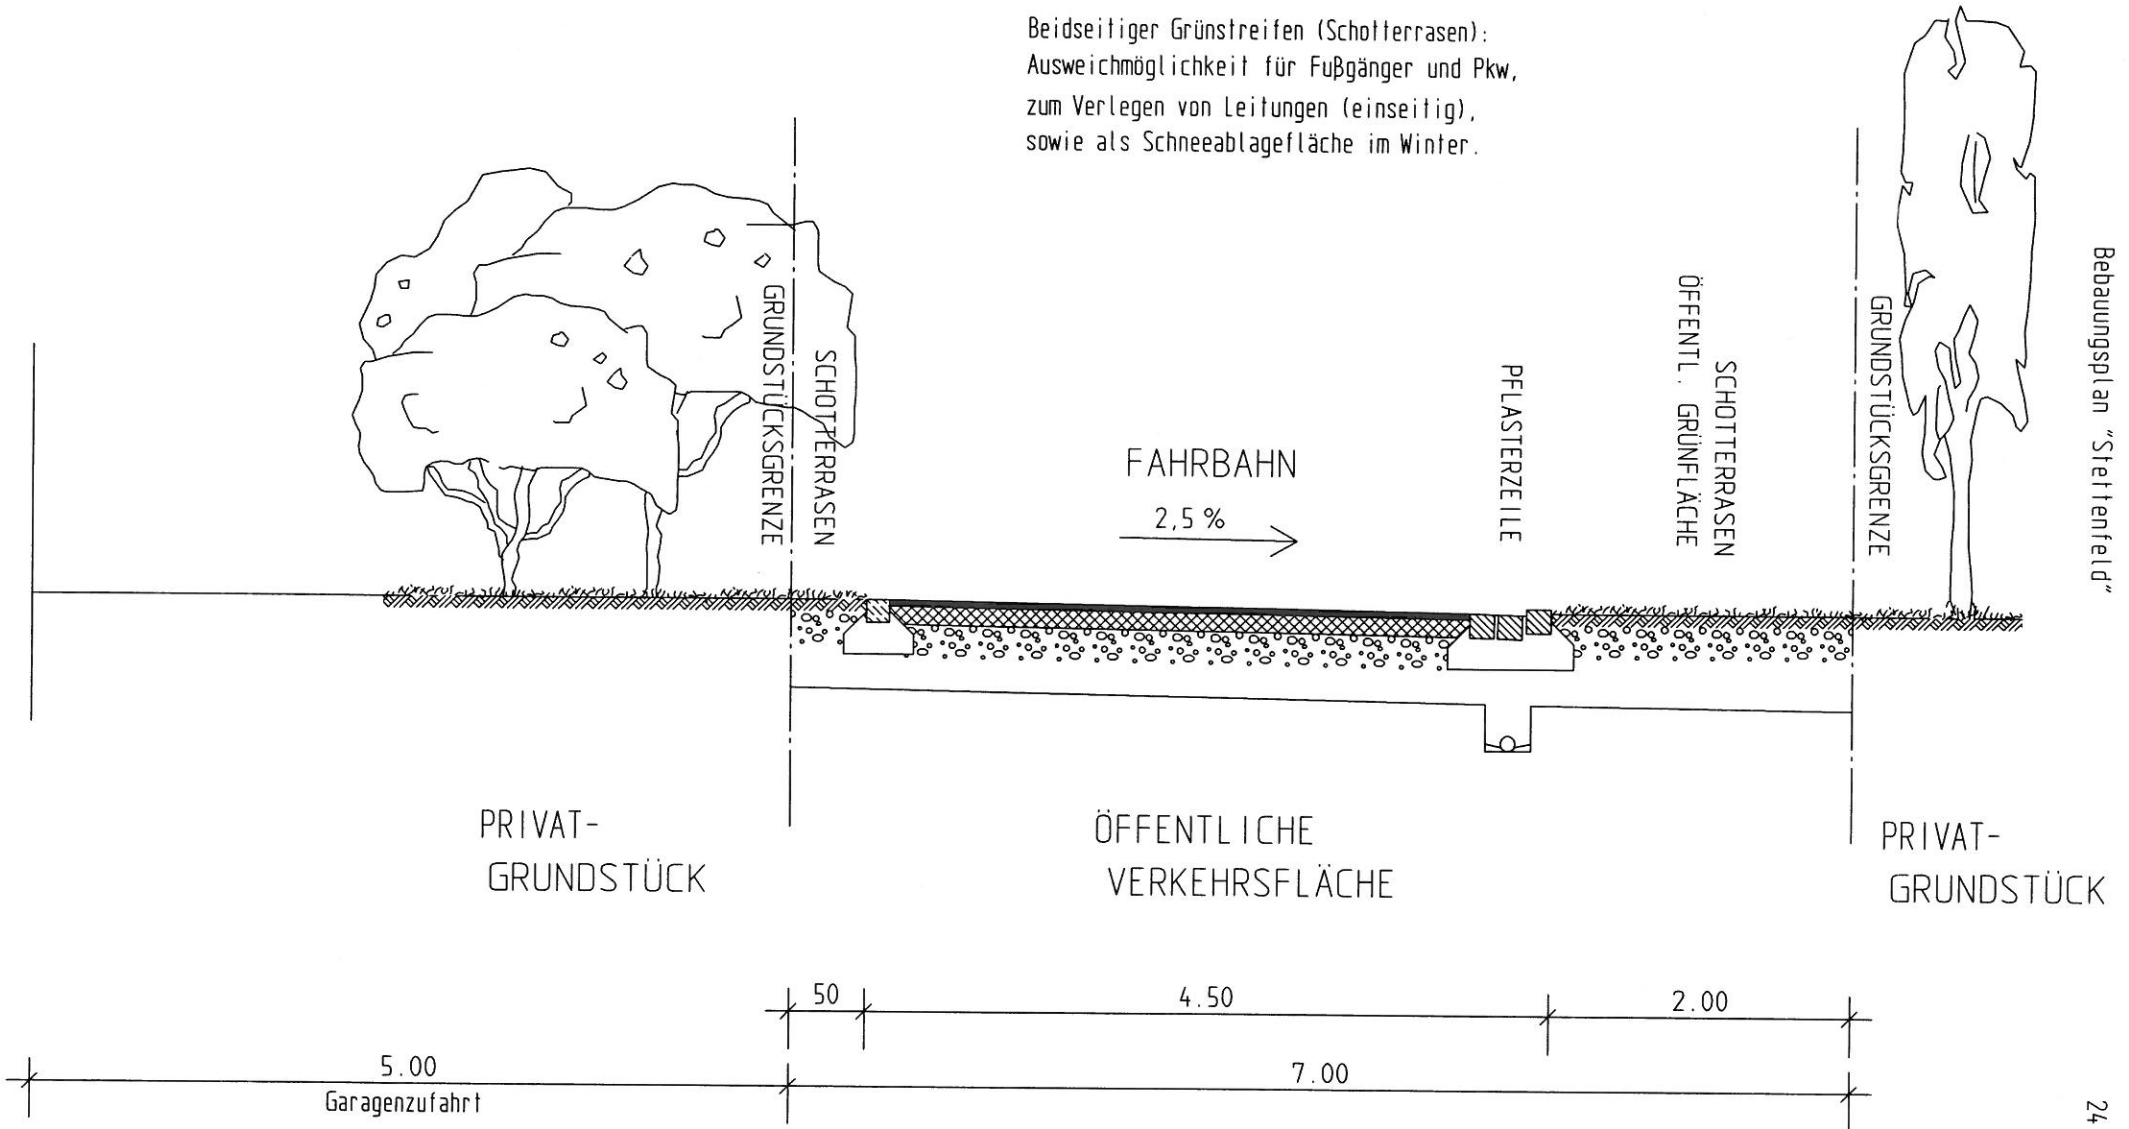 Beidseitiger Grünstreifen (Schotterrasen):
Ausweichmöglichkeit für Fußgänger und Pkw,
zum Verlegen von Leitungen (einseitig),
sowie als Schneeablagefläche im Winter.
GRUNDSTÜCKSGRENZE
SCHOTTERRASEN
FAHRBAHN
2,5 %
PFLASTERZEILE
ÖFFENTL. GRÜNFLÄCHE
SCHOTTERRASEN
GRUNDSTÜCKSGRENZE
Bebauungsplan "Stettenfeld"
PRIVAT-
GRUNDSTÜCK
ÖFFENTLICHE
VERKEHRSFLÄCHE
PRIVAT-
GRUNDSTÜCK
50
4.50
2.00
5.00
Garagenzufahrt
7.00
24